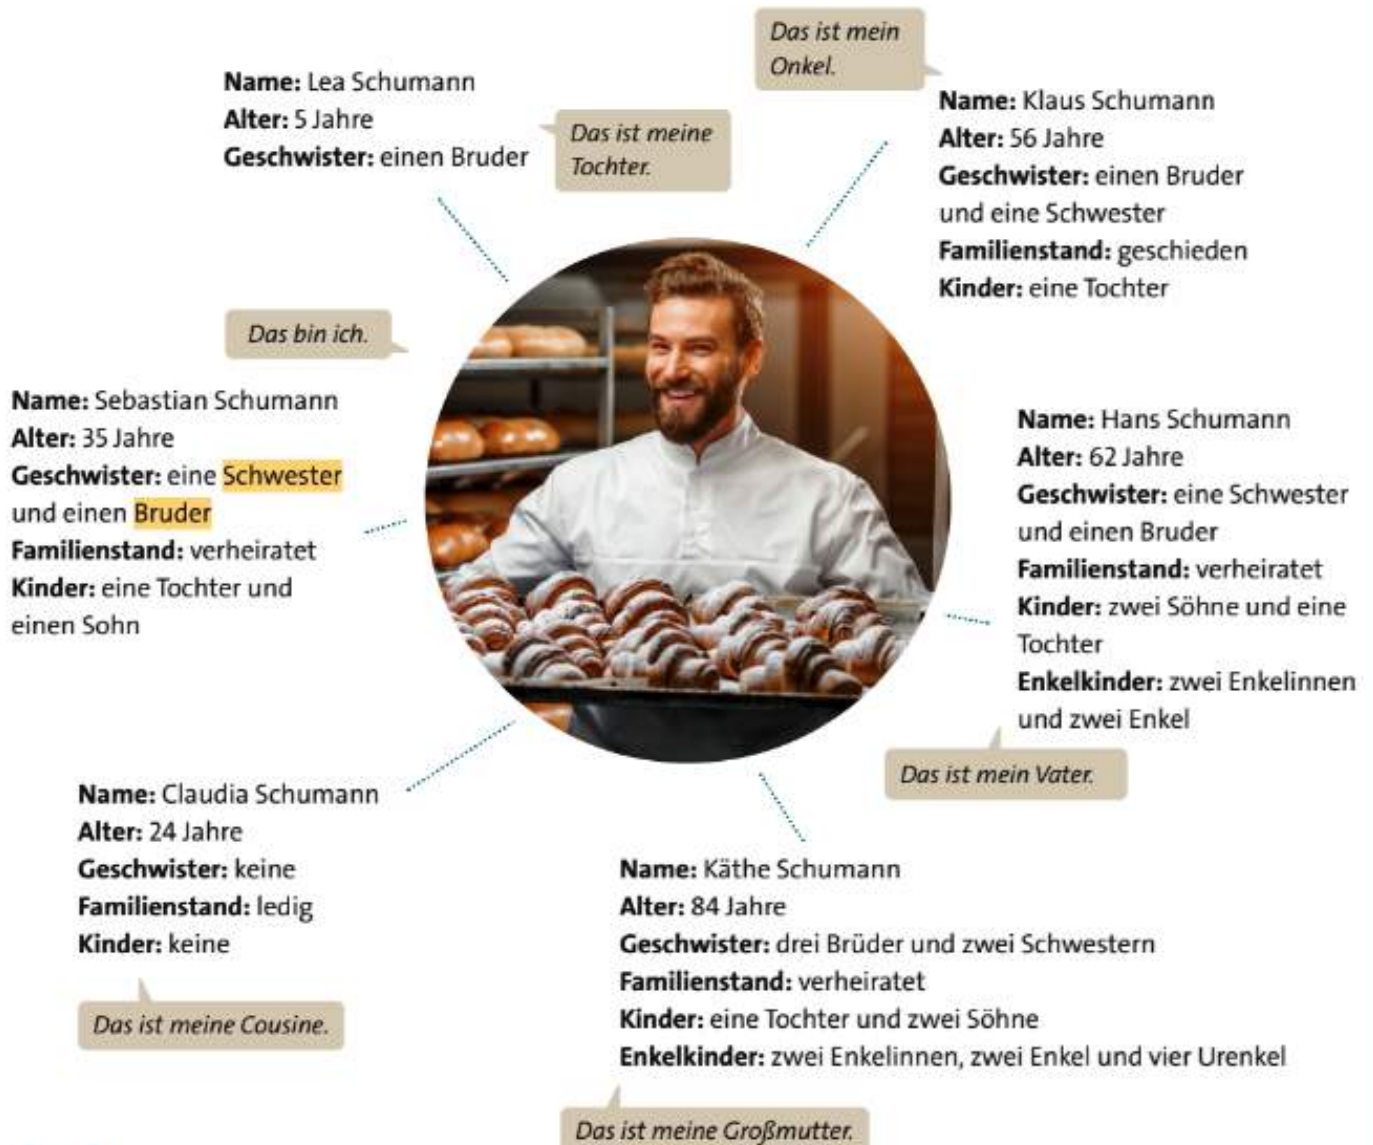 Das ist mein
Onkel.
Name: Lea Schumann
Alter: 5 Jahre
Geschwister: einen Bruder
Das ist meine
Tochter.
Name: Klaus Schumann
Alter: 56 Jahre
Geschwister: einen Bruder
und eine Schwester
Familienstand: geschieden
Kinder: eine Tochter
Das bin ich.
Name: Sebastian Schumann
Alter: 35 Jahre
Geschwister: eine Schwester
und einen Bruder
Familienstand: verheiratet
Kinder: eine Tochter und
einen Sohn
Name: Hans Schumann
Alter: 62 Jahre
Geschwister: eine Schwester
und einen Bruder
Familienstand: verheiratet
Kinder: zwei Söhne und eine
Tochter
Enkelkinder: zwei Enkelinnen
und zwei Enkel
Das ist mein Vater.
Name: Claudia Schumann
Alter: 24 Jahre
Geschwister: keine
Familienstand: ledig
Kinder: keine
Das ist meine Cousine.
Name: Käthe Schumann
Alter: 84 Jahre
Geschwister: drei Brüder und zwei Schwestern
Familienstand: verheiratet
Kinder: eine Tochter und zwei Söhne
Enkelkinder: zwei Enkelinnen, zwei Enkel und vier Urenkel
Das ist meine Großmutter.